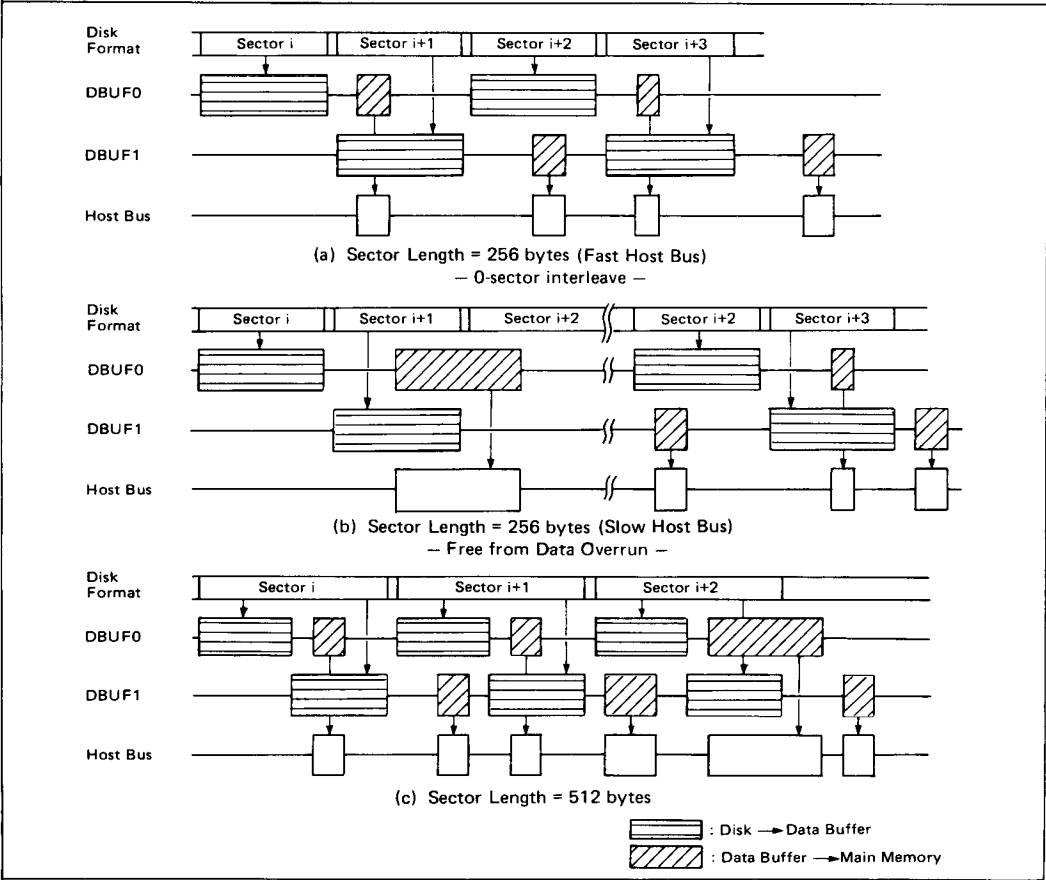 Disk
Format
Sector i
Sector i+1
Sector i+2
Sector i+3
DBUF0
DBUF1
Host Bus
(a) Sector Length = 256 bytes (Fast Host Bus)
— 0-sector interleave —
Disk
Format
Sector i
Sector i+1
Sector i+2
Sector i+2
Sector i+3
DBUF0
DBUF1
Host Bus
(b) Sector Length = 256 bytes (Slow Host Bus)
— Free from Data Overrun —
Disk
Format
Sector i
Sector i+1
Sector i+2
DBUF0
DBUF1
Host Bus
(c) Sector Length = 512 bytes
: Disk → Data Buffer
: Data Buffer → Main Memory